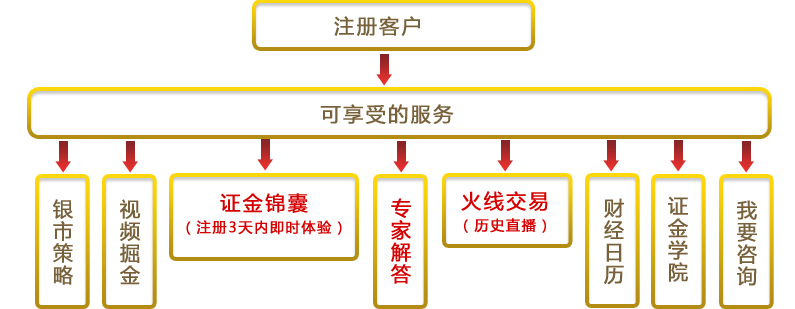 注册客户
可享受的服务
银市策略
视频掘金
证金锦囊
（注册3天内即时体验）
专家解答
火线交易
（历史直播）
财经日历
证金学院
我要咨询